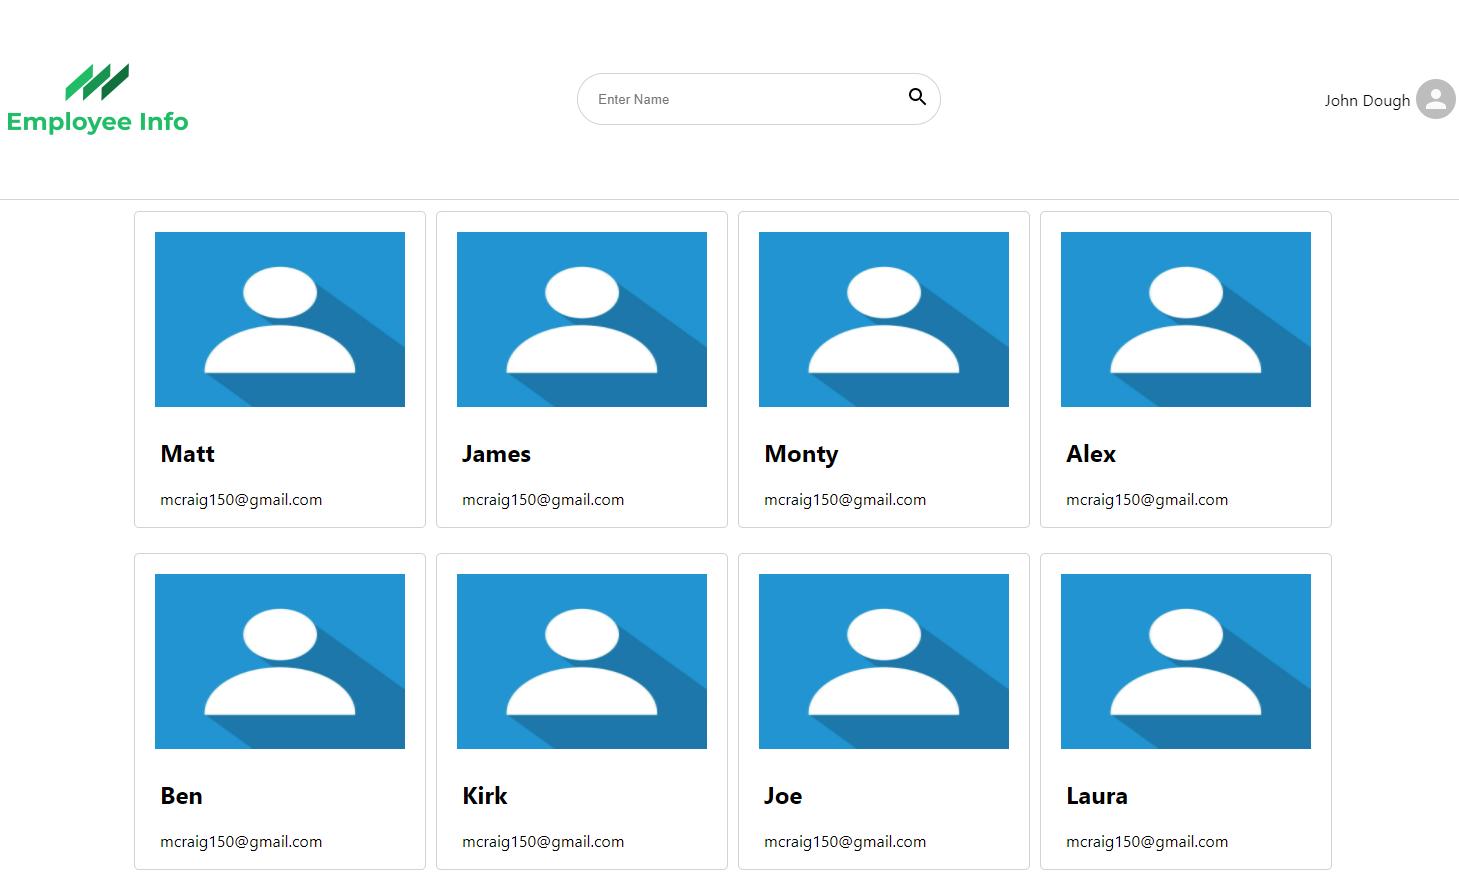 Employee Info
Enter Name
John Dough
Matt
mcraig150@gmail.com
James
mcraig150@gmail.com
Monty
mcraig150@gmail.com
Alex
mcraig150@gmail.com
Ben
mcraig150@gmail.com
Kirk
mcraig150@gmail.com
Joe
mcraig150@gmail.com
Laura
mcraig150@gmail.com